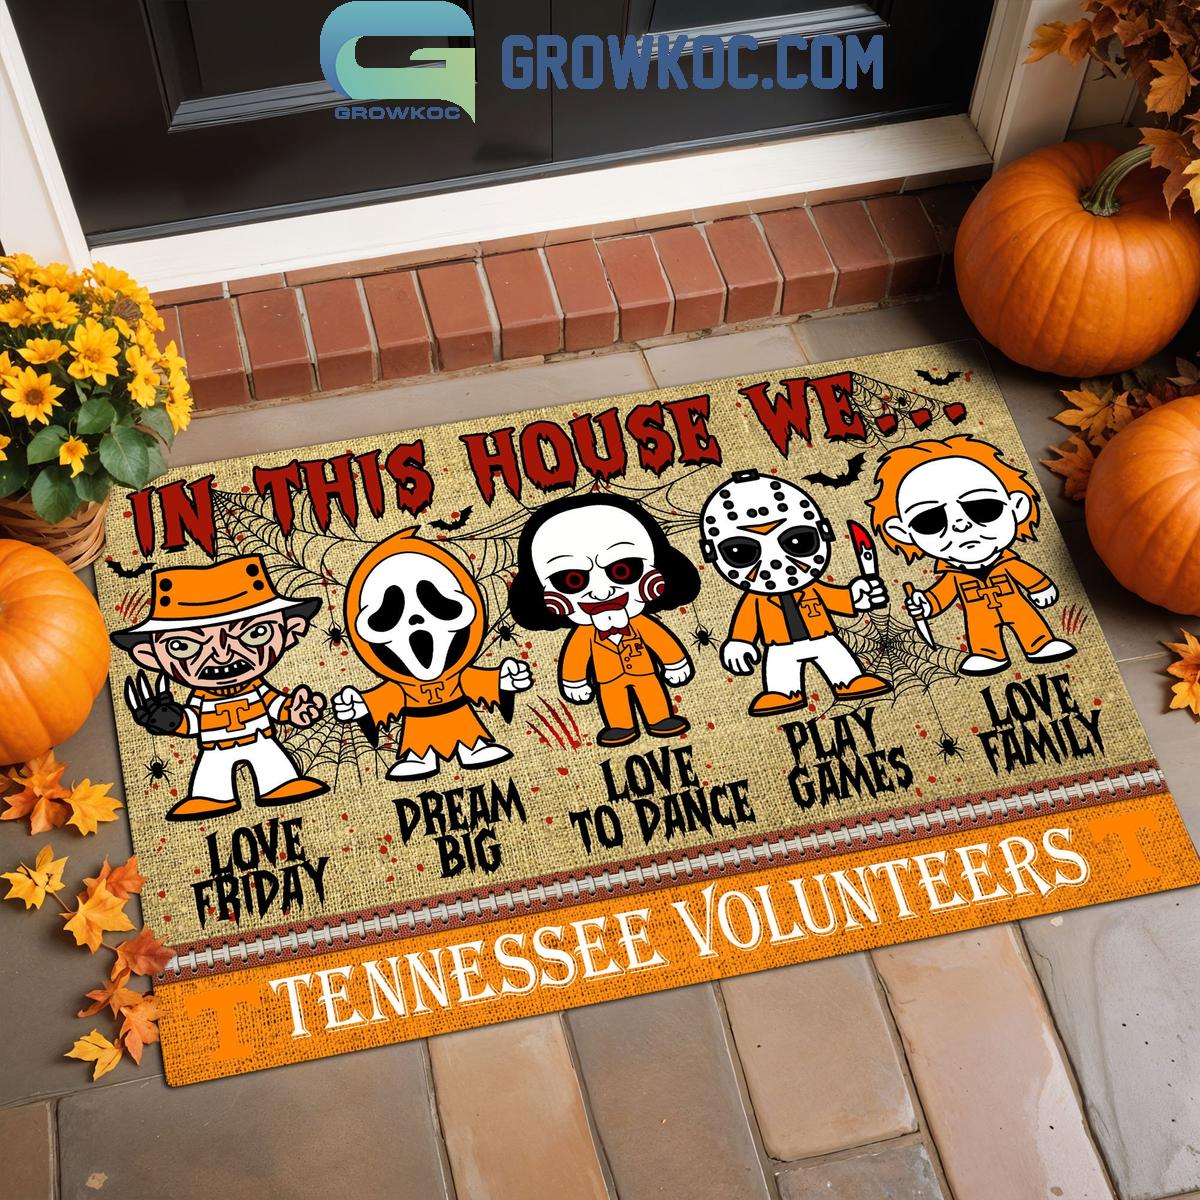 GROWKOC
GROWKOC.COM
IN THIS HOUSE WE...
T
T
T
T
T
LOVE
FRIDAY
DREAM
BIG
LOVE
TO DANCE
PLAY
GAMES
LOVE
FAMILY
T TENNESSEE VOLUNTEERS T